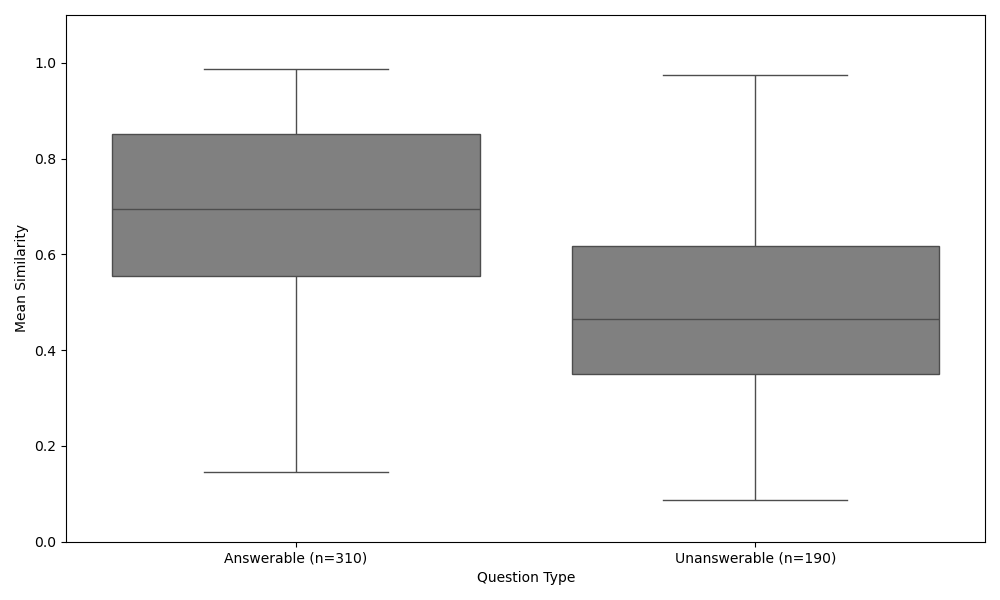 Mean Similarity
1.0
0.8
0.6
0.4
0.2
0.0
Answerable (n=310)
Unanswerable (n=190)
Question Type